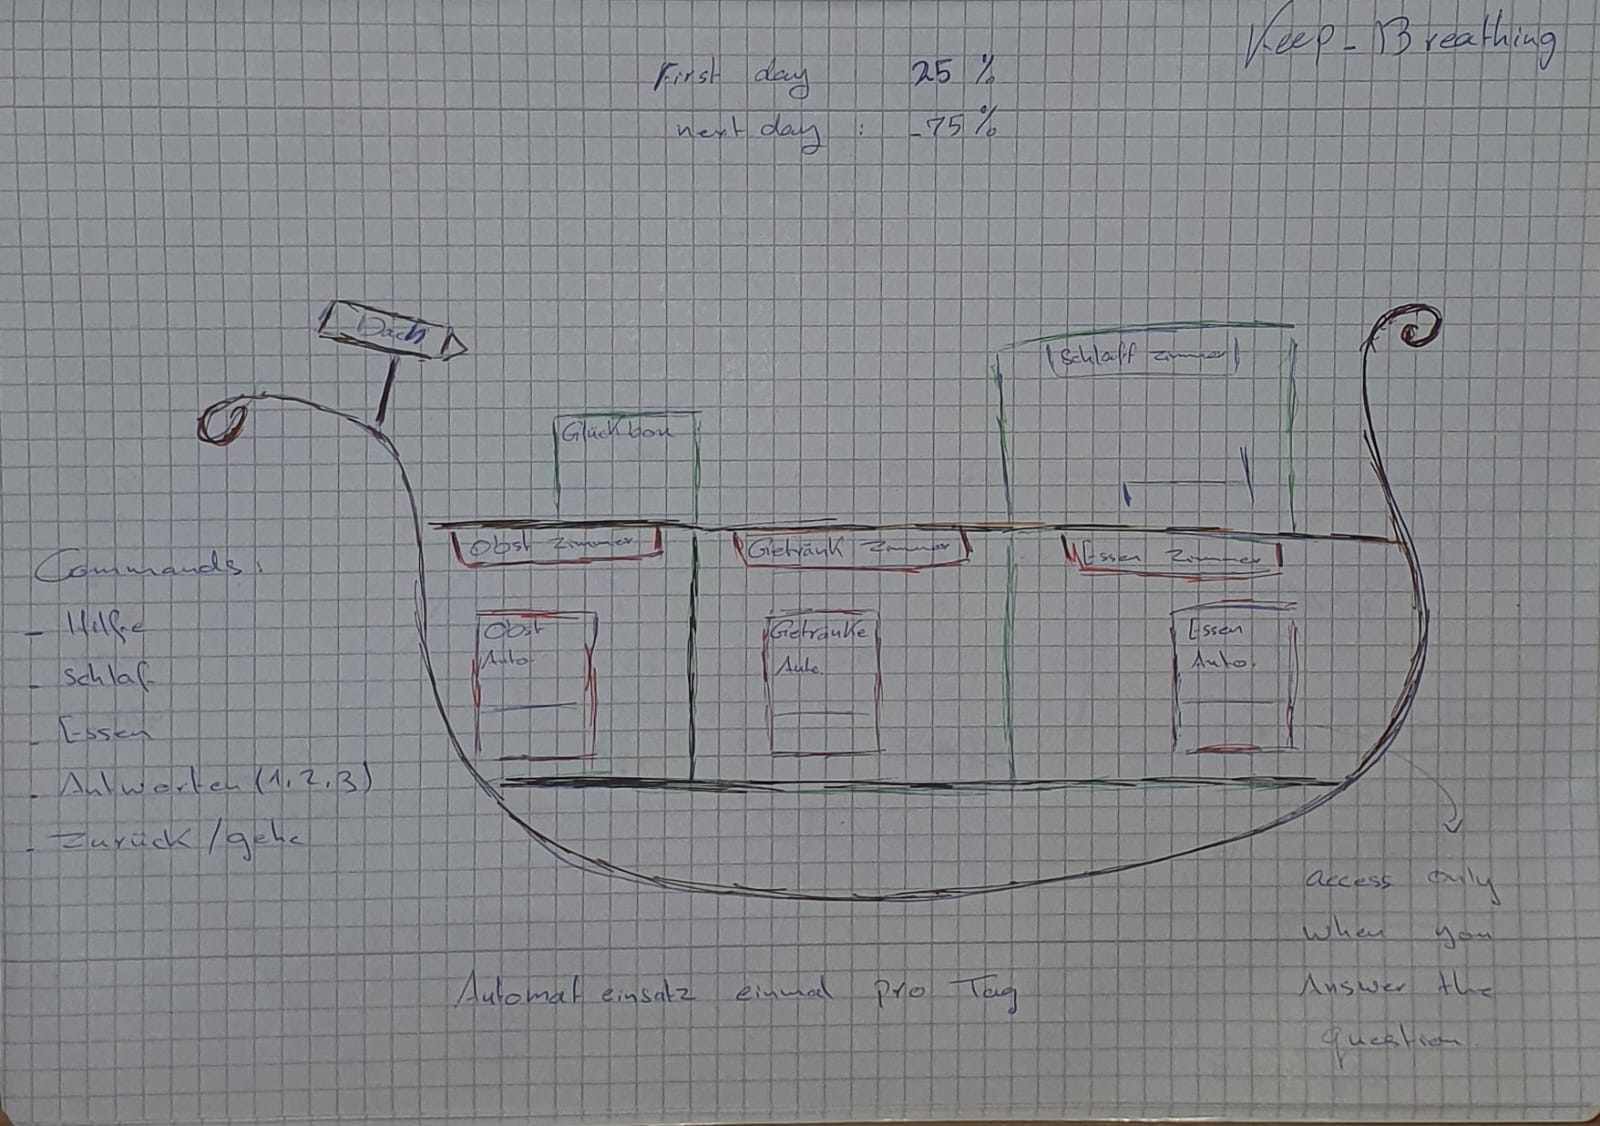 Keep-Breathing
First day 25 %
next day : -75 %
Dach
Schlaff zimmer
Glückbox
Obst Zimmer
Getränk Zimmer
Essen Zimmer
Obst
Auto.
Getränke
Auto.
Essen
Auto.
Commands:
- Hilfe
- Schlaf
- Essen
- Antworten (1,2,3)
- Zurück / gehe
access only
when you
Answer the
question
Automat einsatz einmal pro Tag